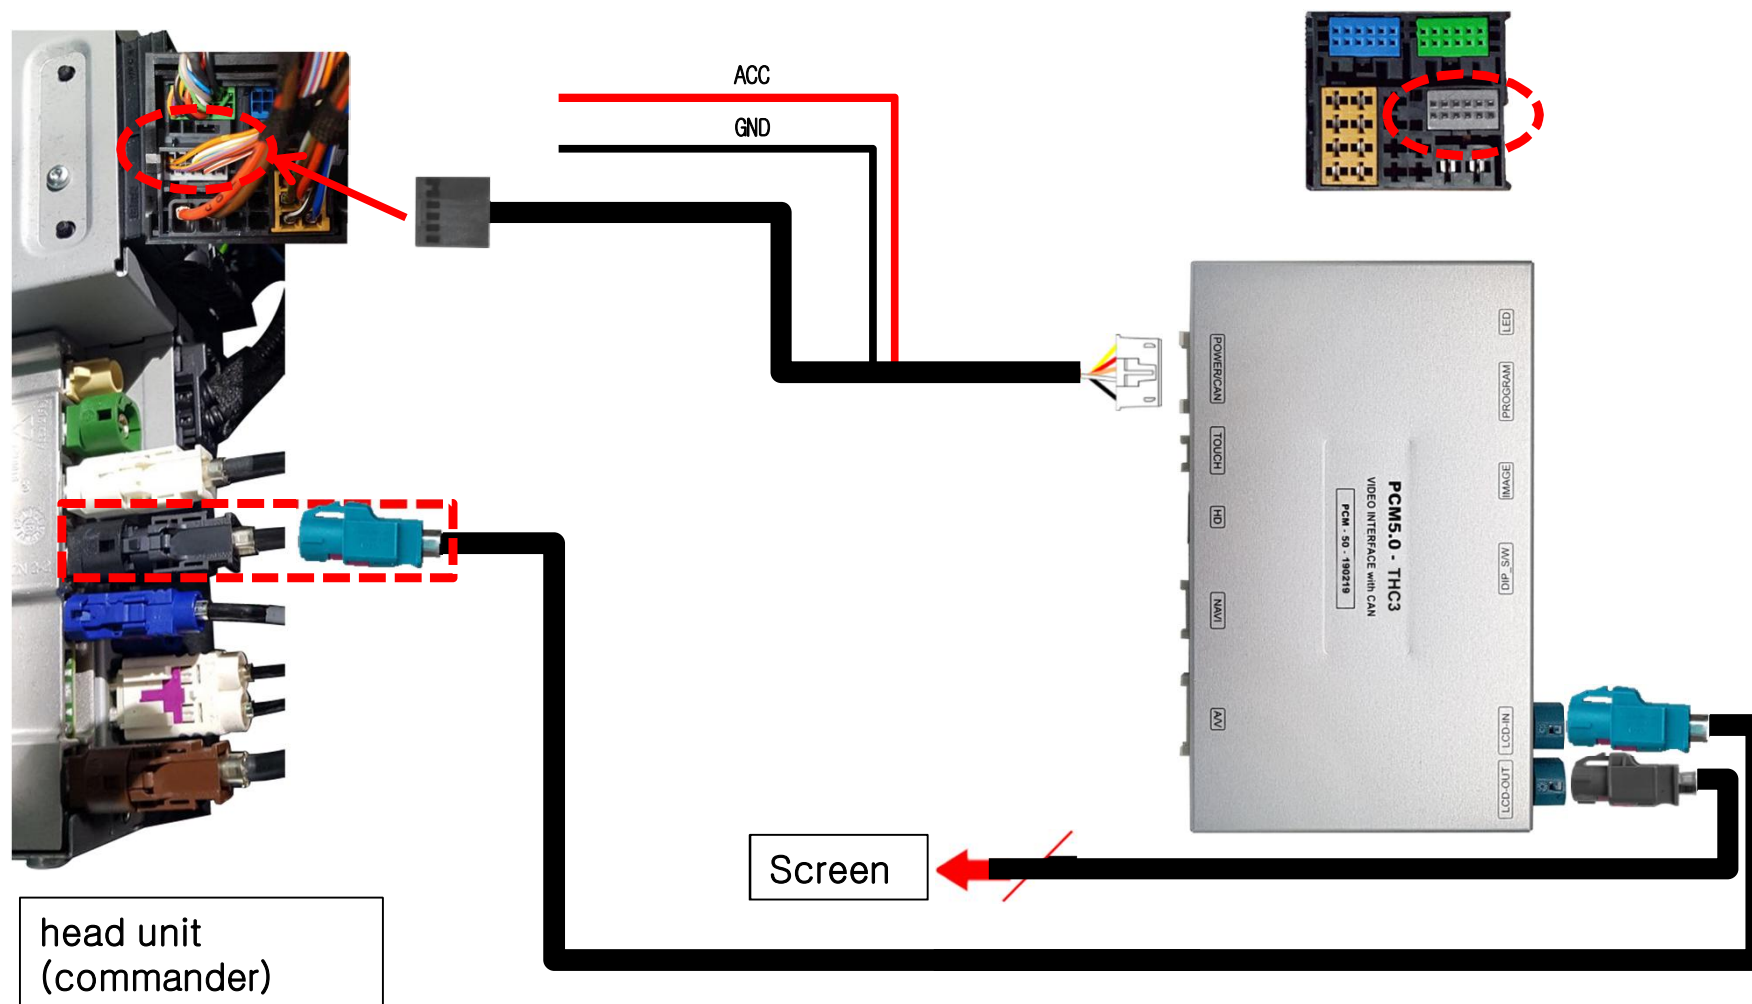 ACC
GND
POWER/CAN
TOUCH
HD
NAVI
A/V
LED
PROGRAM
IMAGE
DIP_S/W
LCD-IN
LCD-OUT
PCM5.0 - THC3
VIDEO INTERFACE with CAN
PCM - 50 - 1902119
Screen
head unit
(commander)